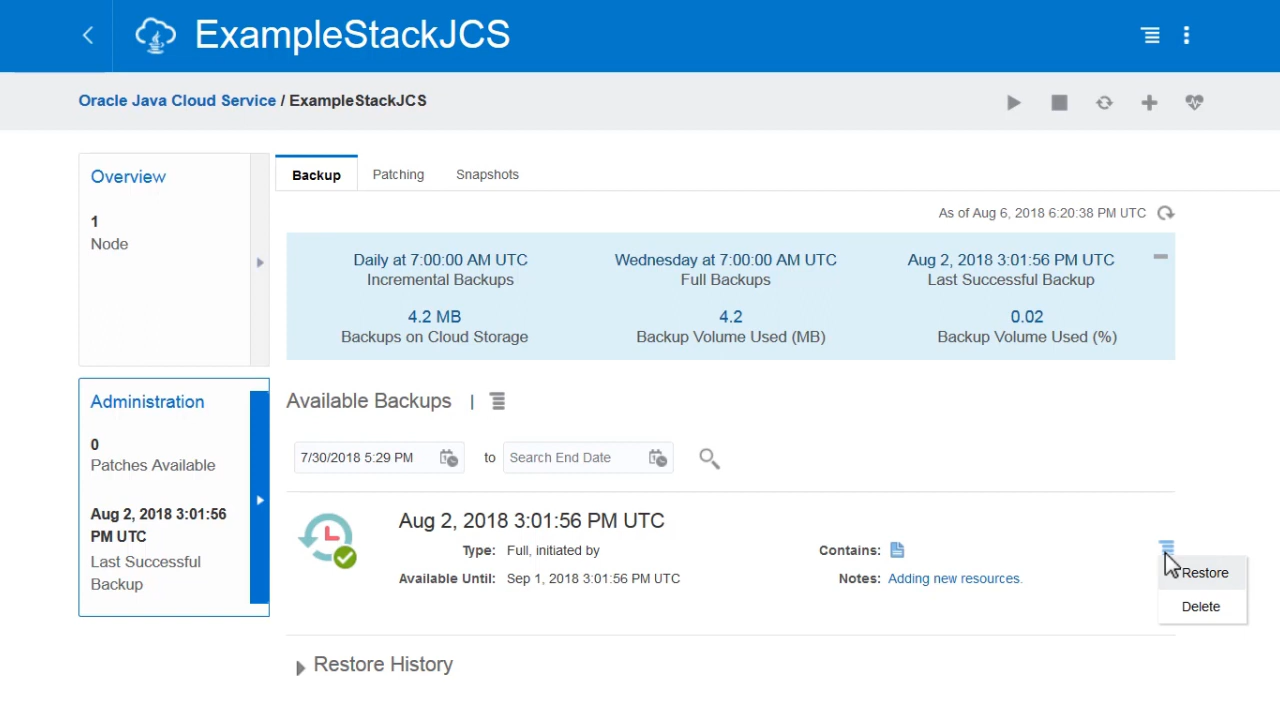 ExampleStackJCS
Oracle Java Cloud Service / ExampleStackJCS
Overview
1
Node
Administration
0
Patches Available
Aug 2, 2018 3:01:56
PM UTC
Last Successful
Backup
Backup
Patching
Snapshots
As of Aug 6, 2018 6:20:38 PM UTC
Daily at 7:00:00 AM UTC
Incremental Backups
Wednesday at 7:00:00 AM UTC
Full Backups
Aug 2, 2018 3:01:56 PM UTC
Last Successful Backup
4.2 MB
Backups on Cloud Storage
4.2
Backup Volume Used (MB)
0.02
Backup Volume Used (%)
Available Backups |
7/30/2018 5:29 PM to Search End Date
Aug 2, 2018 3:01:56 PM UTC
Type: Full, initiated by
Contains:
Available Until: Sep 1, 2018 3:01:56 PM UTC
Notes: Adding new resources.
Restore
Delete
Restore History